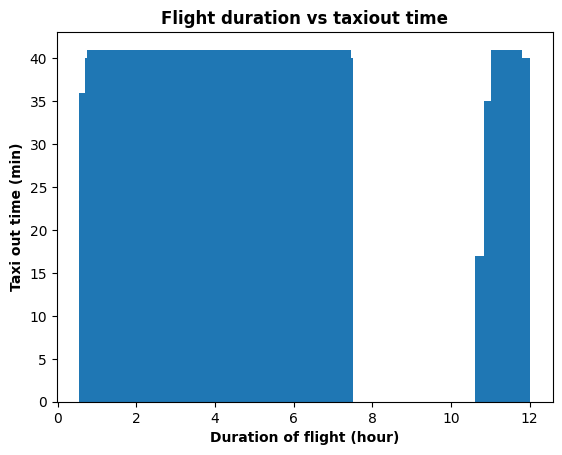 Flight duration vs taxiout time
Taxi out time (min)
40
35
30
25
20
15
10
5
0
0 2 4 6 8 10 12
Duration of flight (hour)